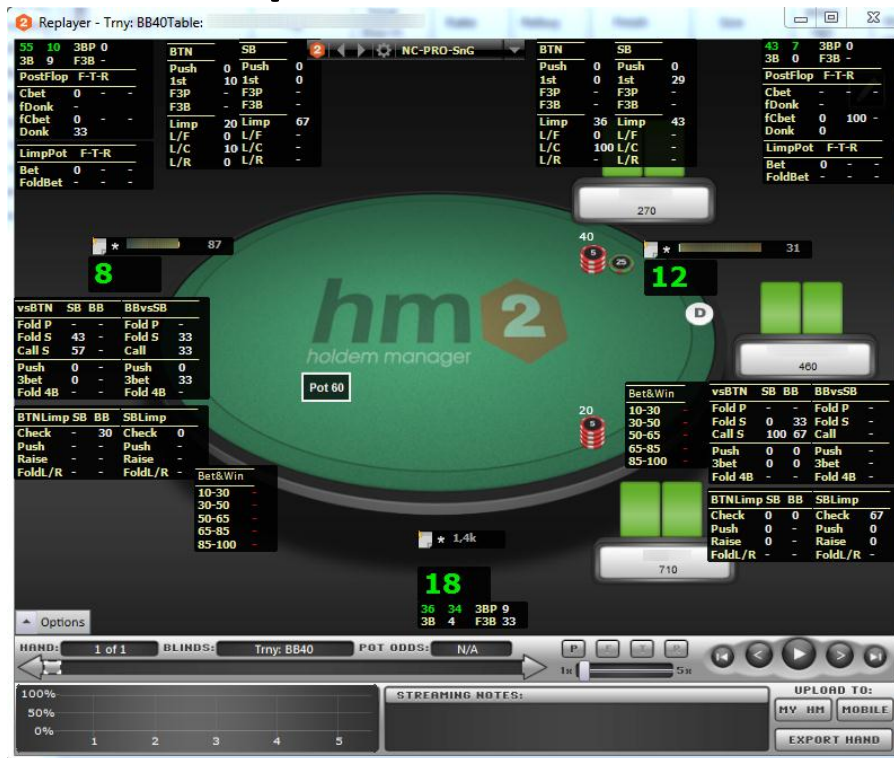 Replayer - Trny: BB40Table:
55 10 3BP 0
3B 9 F3B -
PostFlop F-T-R
Cbet 0 - -
fDonk - - -
fCbet 0 - -
Donk 33
LimpPot F-T-R
Bet 0 - -
FoldBet - - -
BTN SB
Push 0 Push 0
1st 10 1st 0
F3P - F3P -
F3B - F3B -
Limp 20 Limp 67
L/F 0 L/F -
L/C 10 L/C -
L/R 0 L/R -
2 NC-PRO-SnG
BTN SB
Push 0 Push 0
1st 0 1st 29
F3P - F3P -
F3B - F3B -
Limp 36 Limp 43
L/F 0 L/F -
L/C 100 L/C -
L/R - L/R -
43 7 3BP 0
3B 0 F3B -
PostFlop F-T-R
Cbet - - -
fDonk -
fCbet 0 100 -
Donk 0
LimpPot F-T-R
Bet 0 - -
FoldBet - - -
270
* 87
8
40
5 25
* 31
12
D
460
hm 2
holdem manager
Pot 60
20
5
vsBTN SB BB BBvsSB
Fold P - - Fold P -
Fold S 43 - Fold S 33
Call S 57 - Call 33
Push 0 - Push 0
3bet 0 - 3bet 33
Fold 4B - - Fold 4B -
BTNLimp SB BB SBLimp
Check - 30 Check 0
Push - - Push -
Raise - - Raise -
FoldL/R - - FoldL/R -
Bet&Win
10-30 -
30-50 -
50-65 -
65-85 -
85-100 -
Bet&Win
10-30 -
30-50 -
50-65 -
65-85 -
85-100 -
vsBTN SB BB BBvsSB
Fold P - - Fold P -
Fold S 0 33 Fold S -
Call S 100 67 Call -
Push 0 0 Push -
3bet 0 0 3bet -
Fold 4B - - Fold 4B -
BTNLimp SB BB SBLimp
Check 0 0 Check 67
Push 0 - Push 0
Raise 0 - Raise 0
FoldL/R - - FoldL/R -
* 1,4k
18
36 34 3BP 9
3B 4 F3B 33
710
Options
HAND: 1 of 1 BLINDS: Trny: BB40 POT ODDS: N/A
P F T R
1x 5x
100%
50%
0%
1 2 3 4 5
STREAMING NOTES:
UPLOAD TO:
MY HM MOBILE
EXPORT HAND